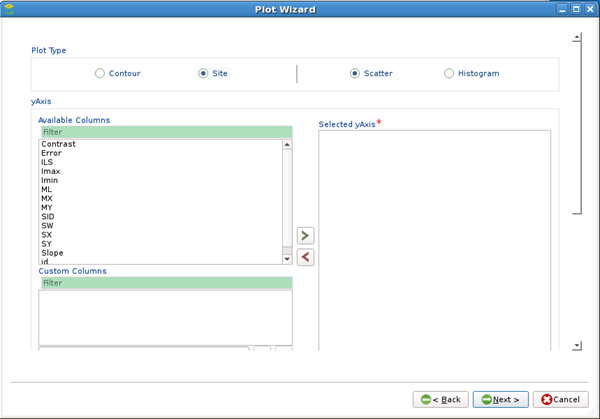 Plot Wizard
Plot Type
Contour Site Scatter Histogram
yAxis
Available Columns
Selected yAxis*
Filter
Contrast
Error
ILS
Imax
Imin
ML
MX
MY
SID
SW
SX
SY
Slope
id
Custom Columns
Filter
< Back Next > Cancel